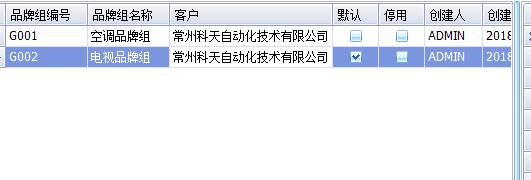 品牌组编号 品牌组名称 客户 默认 停用 创建人 创建
G001 空调品牌组 常州科天自动化技术有限公司 ADMIN 2018
G002 电视品牌组 常州科天自动化技术有限公司 ADMIN 2018